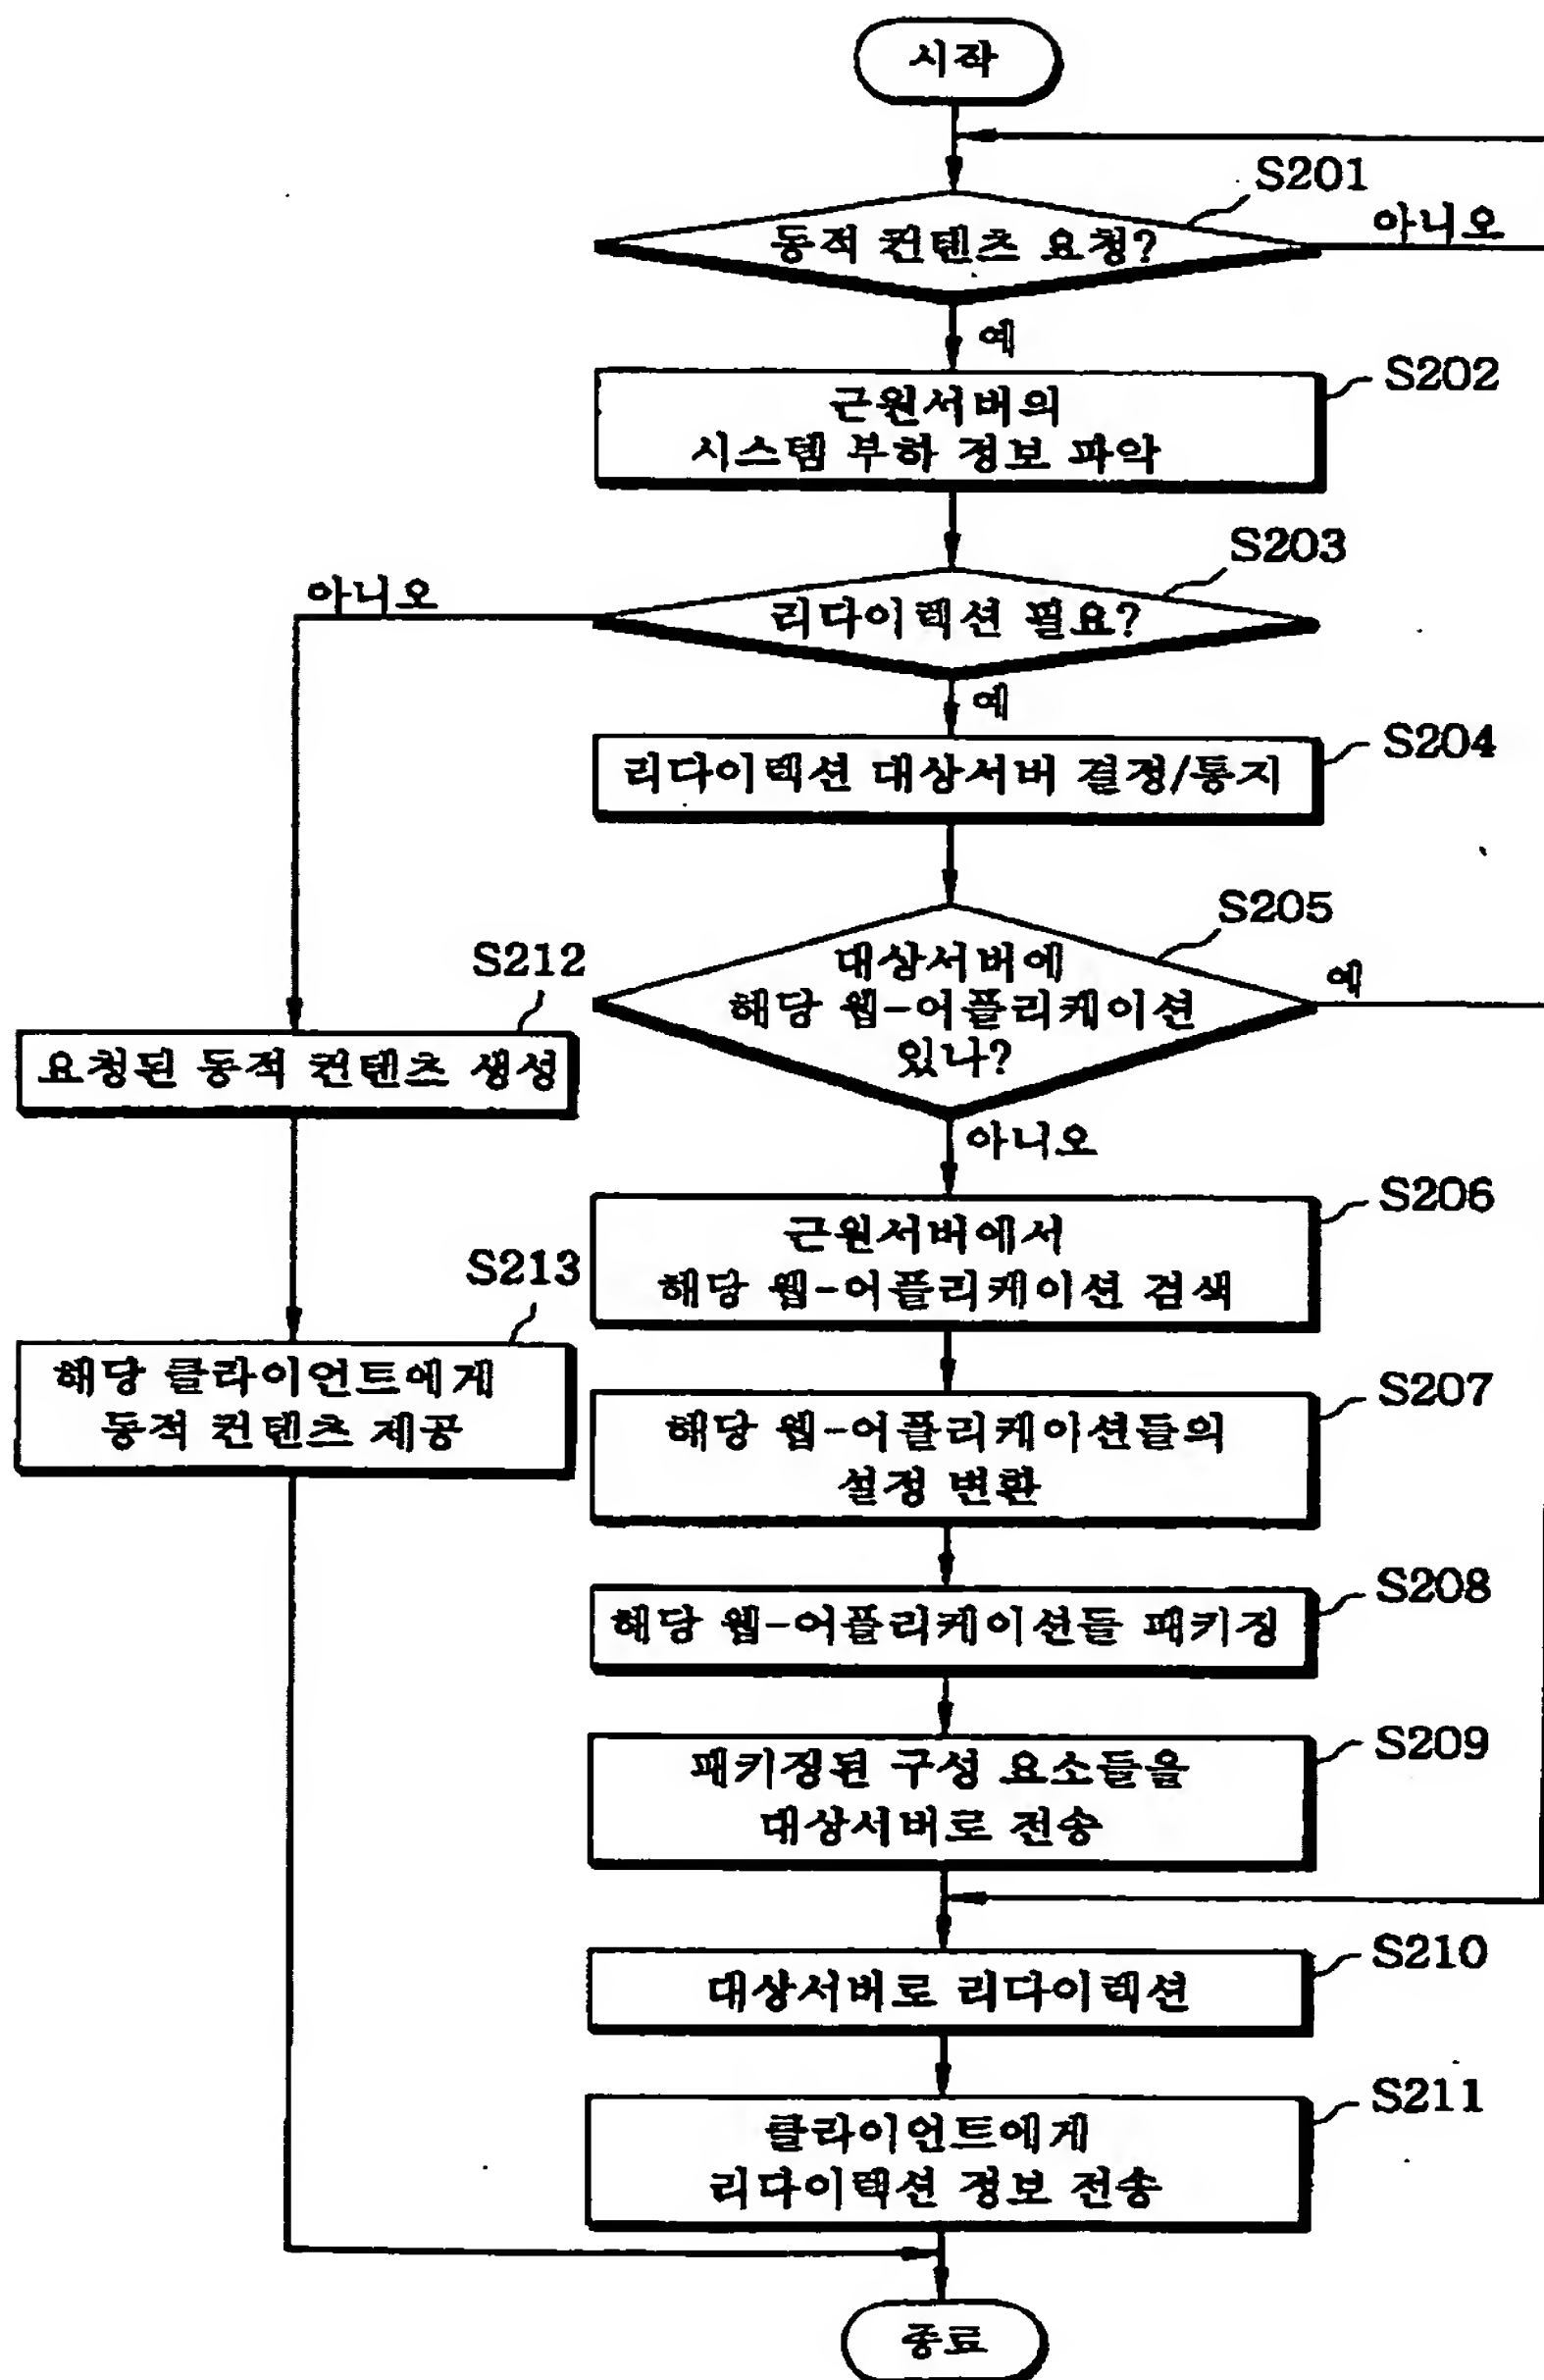 시작
S201
동적 컨텐츠 요청?
아니오
예
S202
근원서버의
시스템 부하 정보 파악
S203
리다이렉션 필요?
아니오
예
S204
리다이렉션 대상서버 결정/통지
S205
대상서버에
해당 웹-어플리케이션
있나?
예
아니오
S212
요청된 동적 컨텐츠 생성
S213
해당 클라이언트에게
동적 컨텐츠 제공
S206
근원서버에서
해당 웹-어플리케이션 검색
S207
해당 웹-어플리케이션들의
설정 변환
S208
해당 웹-어플리케이션들 패키징
S209
패키징된 구성 요소들을
대상서버로 전송
S210
대상서버로 리다이렉션
S211
클라이언트에게
리다이렉션 정보 전송
종료